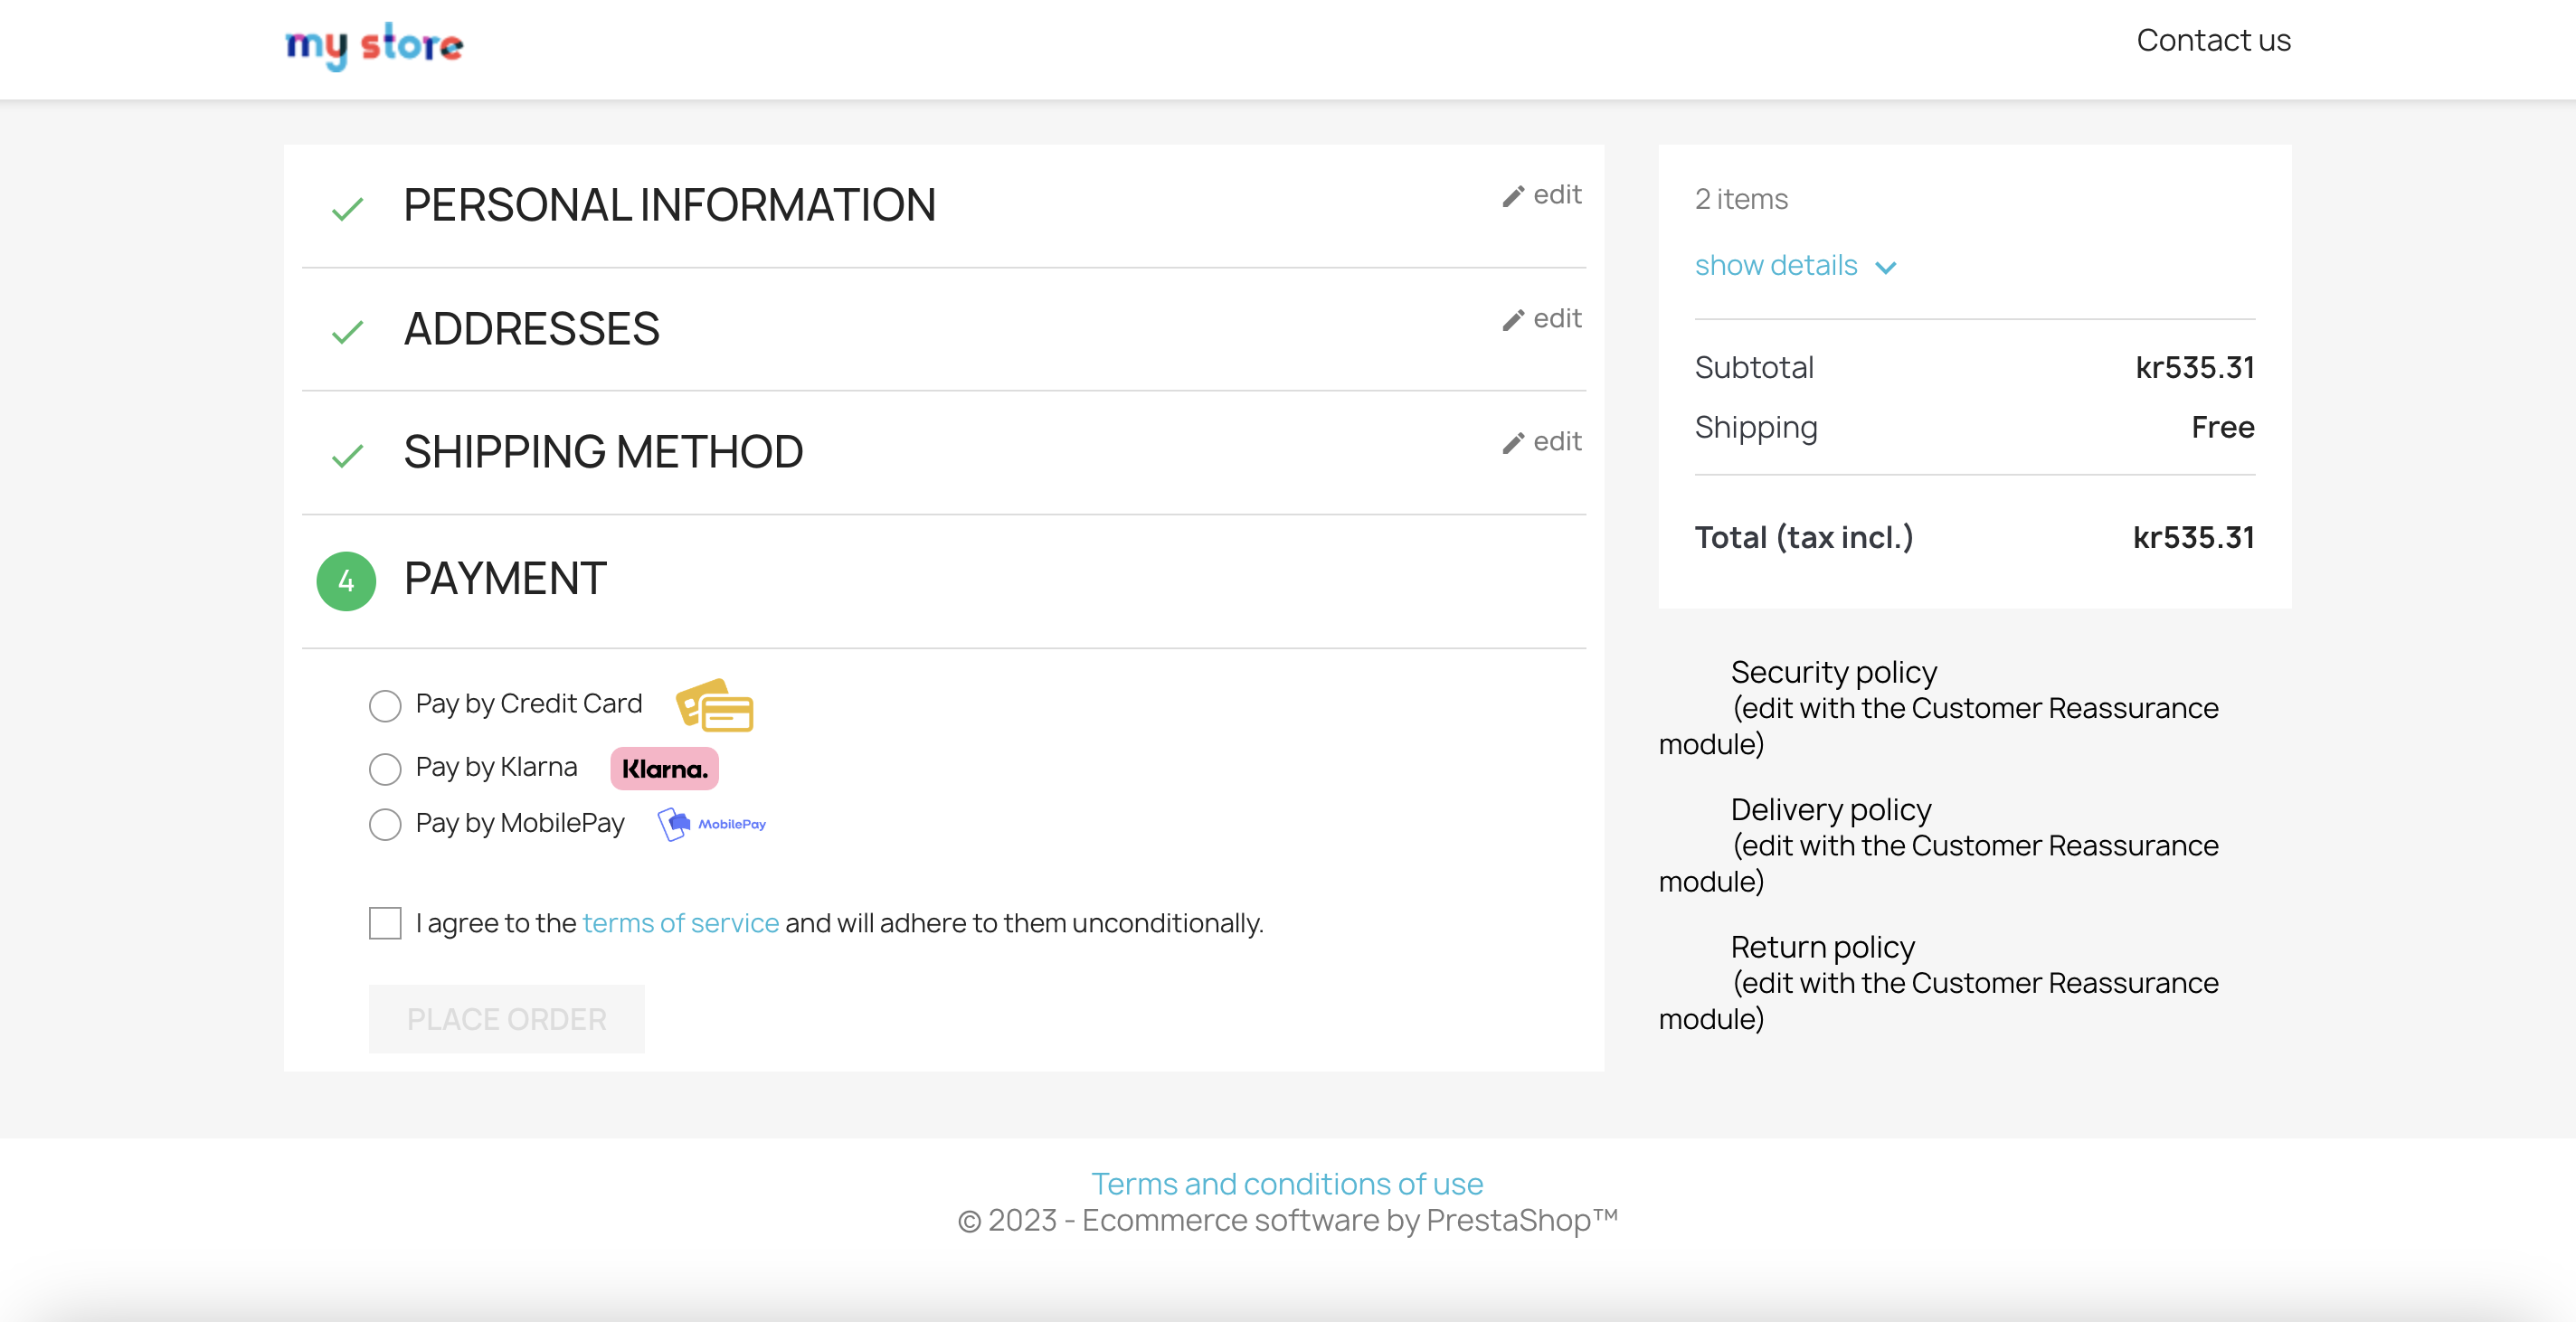 my store
Contact us
PERSONAL INFORMATION
edit
ADDRESSES
edit
SHIPPING METHOD
edit
4 PAYMENT
Pay by Credit Card
Pay by Klarna Klarna.
Pay by MobilePay MobilePay
I agree to the terms of service and will adhere to them unconditionally.
PLACE ORDER
2 items
show details
Subtotal kr535.31
Shipping Free
Total (tax incl.) kr535.31
Security policy
(edit with the Customer Reassurance
module)
Delivery policy
(edit with the Customer Reassurance
module)
Return policy
(edit with the Customer Reassurance
module)
Terms and conditions of use
© 2023 - Ecommerce software by PrestaShop™